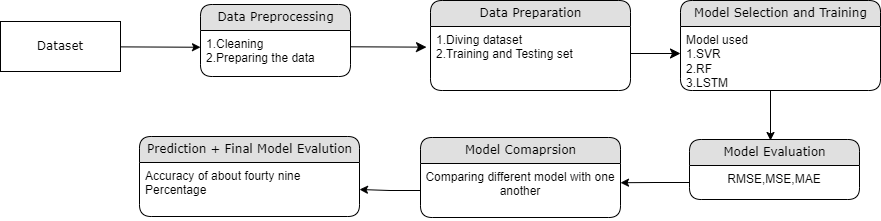 Dataset
Data Preprocessing
1.Cleaning
2.Preparing the data
Data Preparation
1.Diving dataset
2.Training and Testing set
Model Selection and Training
Model used
1.SVR
2.RF
3.LSTM
Model Evaluation
RMSE,MSE,MAE
Model Comaprsion
Comparing different model with one
another
Prediction + Final Model Evalution
Accuracy of about fourty nine
Percentage